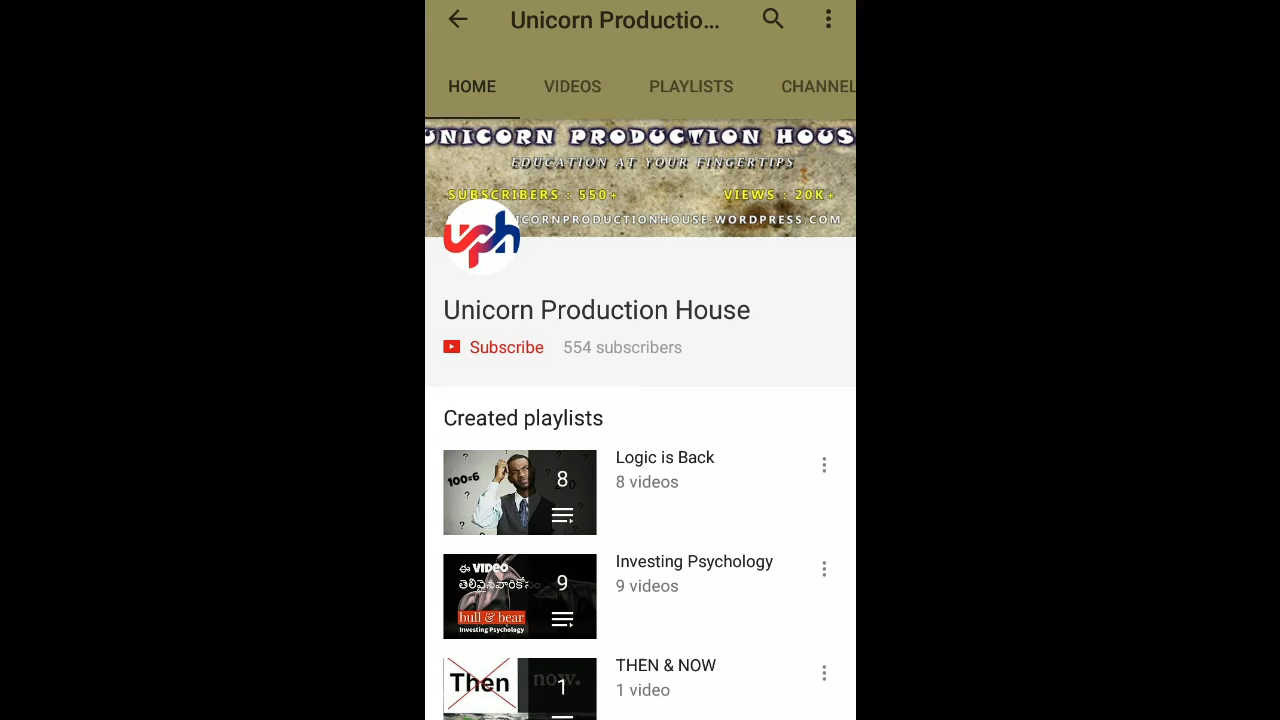 Unicorn Productio...
HOME VIDEOS PLAYLISTS CHANNEL
UNICORN PRODUCTION HOUS
EDUCATION AT YOUR FINGERTIPS
SUBSCRIBERS : 550+ VIEWS : 20K+
ICORNPRODUCTIONHOUSE.WORDPRESS.COM
uph
Unicorn Production House
Subscribe 554 subscribers
Created playlists
100=6
8
Logic is Back
8 videos
ఈ VIDEO
తెలివైనవారికోసం
bull & bear
Investing Psychology
9
Investing Psychology
9 videos
Then now.
1
THEN & NOW
1 video